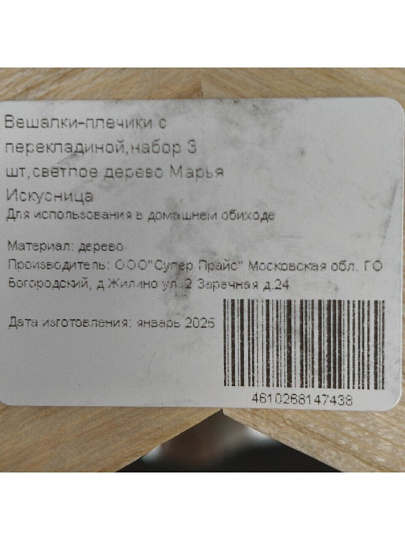 Вешалки-плечики с
перекладиной,набор 3
шт,светлое дерево Марья
Искусница
Для использования в домашнем обиходе
Материал: дерево
Производитель: ООО"Супер Прайс" Московская обл. ГО
Богородский, д.Жилино ул. 2 Заречная д.24
Дата изготовления: январь 2025
4610268147438